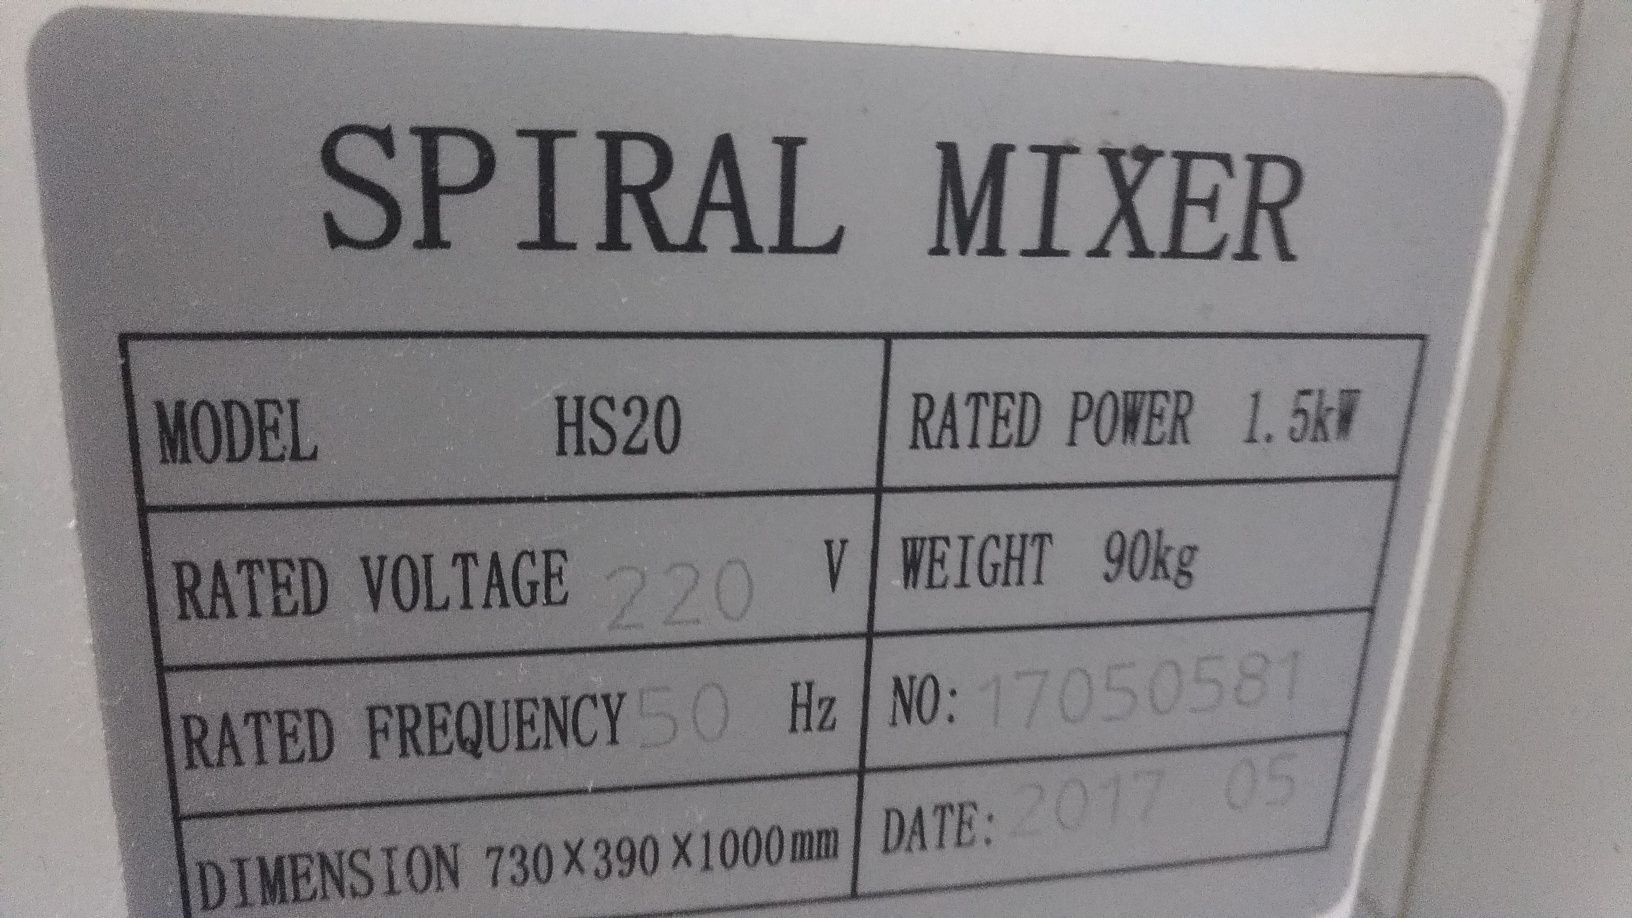 SPIRAL MIXER
MODEL HS20 RATED POWER 1.5kW
RATED VOLTAGE 220 V WEIGHT 90kg
RATED FREQUENCY 50 Hz NO: 17050581
DIMENSION 730×390×1000mm DATE: 2017 05